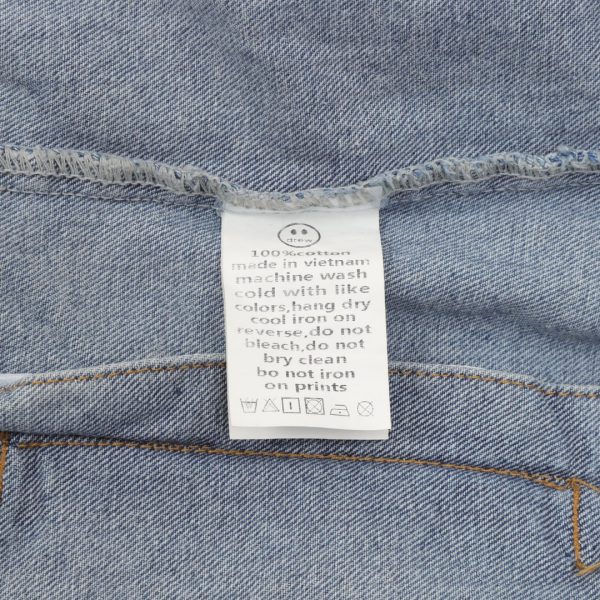 drew
100%cotton
made in vietnam
machine wash
cold with like
colors,hang dry
cool iron on
reverse,do not
bleach,do not
bry clean
bo not iron
on prints